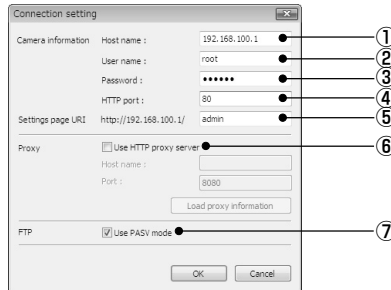 Connection setting
Camera information Host name : 192.168.100.1 ①
User name : root ②
Password : •••••• ③
HTTP port : 80 ④
Settings page URI http://192.168.100.1/ admin ⑤
Proxy Use HTTP proxy server ⑥
Host name :
Port : 8080
Load proxy information
FTP Use PASV mode ⑦
OK Cancel